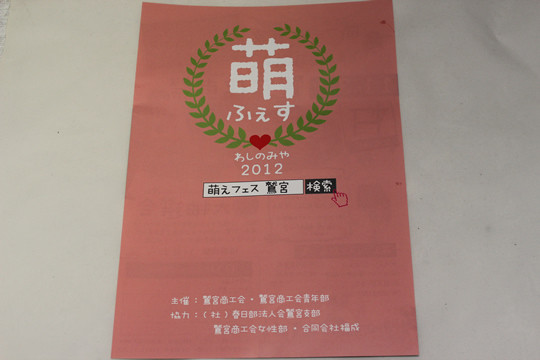 萌
ふぇす
わしのみや
2012
萌えフェス 鷲宮 検索
主催：鷲宮商工会・鷲宮商工会青年部
協力：（社）春日部法人会鷲宮支部
鷲宮商工会女性部・合同会社福成